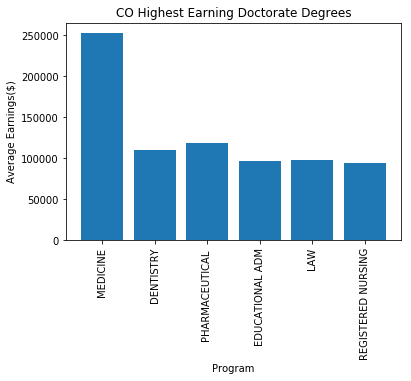 CO Highest Earning Doctorate Degrees
Average Earnings($)
250000
200000
150000
100000
50000
0
MEDICINE
DENTISTRY
PHARMACEUTICAL
EDUCATIONAL ADM
LAW
REGISTERED NURSING
Program